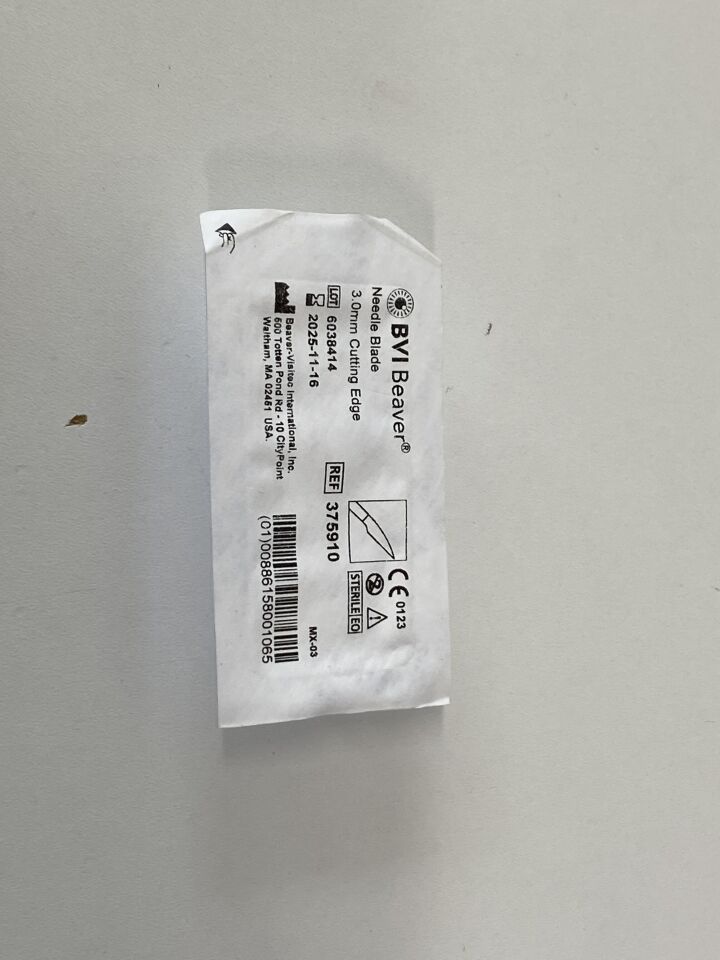 BVI Beaver®
Needle Blade
3.0mm Cutting Edge
LOT 6038414
2025-11-16
Beaver-Visitec International, Inc.
500 Totten Pond Rd - 10 CityPoint
Waltham, MA 02451 USA.
REF 375910
CE 0123
2
STERILE EO
MX-03
(01)00886158001065